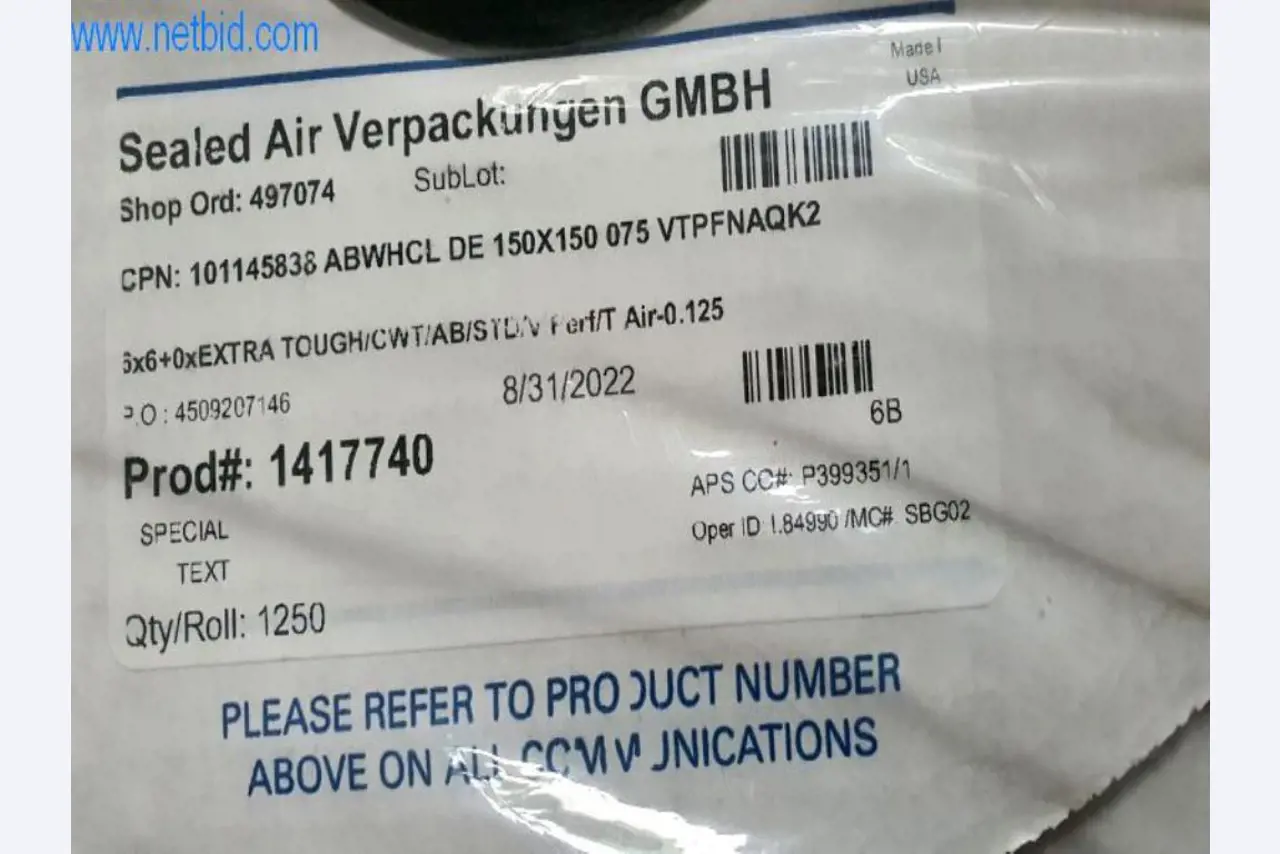 www.netbid.com
Made I
USA
Sealed Air Verpackungen GMBH
Shop Ord: 497074 SubLot:
CPN: 101145838 ABWHCL DE 150X150 075 VTPFNAQK2
6x6+0xEXTRA TOUGH/CWT/AB/STD/V Perf/T Air-0.125
P.O : 4509207146 8/31/2022
6B
Prod#: 1417740
APS CC#: P399351/1
SPECIAL
Oper ID /MC# SBG02
TEXT
Qty/Roll: 1250
PLEASE REFER TO PRODUCT NUMBER
ABOVE ON ALL COMMUNICATIONS